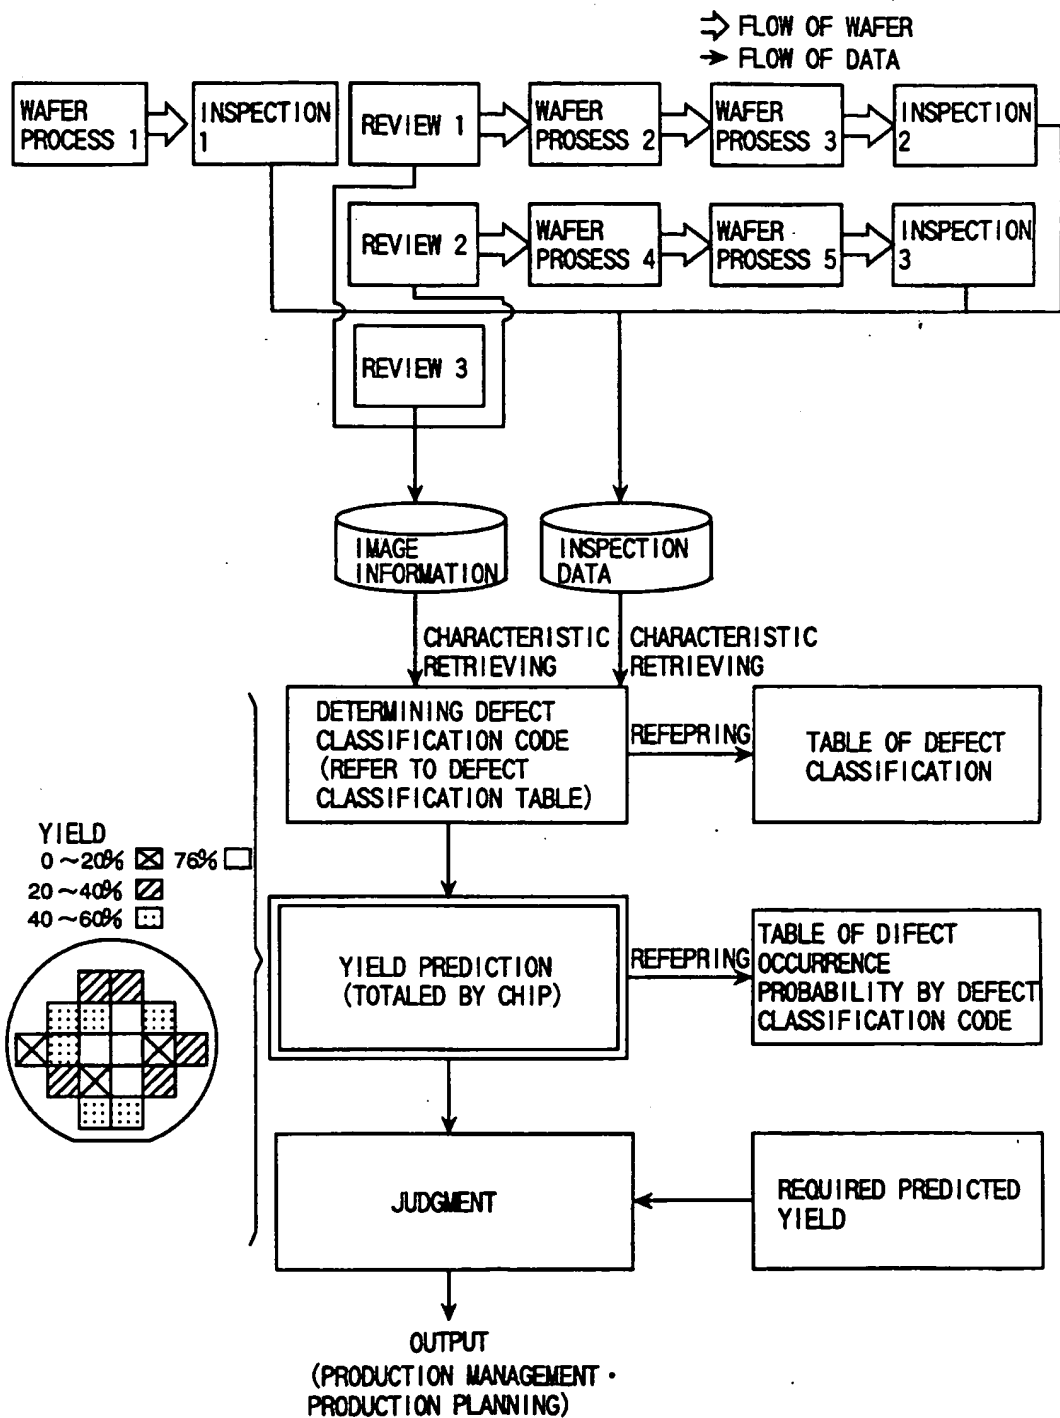 FLOW OF WAFER
FLOW OF DATA
WAFER
PROCESS 1
INSPECTION
1
REVIEW 1
WAFER
PROSESS 2
WAFER
PROSESS 3
INSPECTION
2
REVIEW 2
WAFER
PROSESS 4
WAFER
PROSESS 5
INSPECTION
3
REVIEW 3
IMAGE
INFORMATION
INSPECTION
DATA
CHARACTERISTIC
RETRIEVING
CHARACTERISTIC
RETRIEVING
DETERMINING DEFECT
CLASSIFICATION CODE
(REFER TO DEFECT
CLASSIFICATION TABLE)
REFEPRING
TABLE OF DEFECT
CLASSIFICATION
YIELD
0~20% 76%
20~40%
40~60%
YIELD PREDICTION
(TOTALED BY CHIP)
REFEPRING
TABLE OF DIFECT
OCCURRENCE
PROBABILITY BY DEFECT
CLASSIFICATION CODE
JUDGMENT
REQUIRED PREDICTED
YIELD
OUTPUT
(PRODUCTION MANAGEMENT・
PRODUCTION PLANNING)